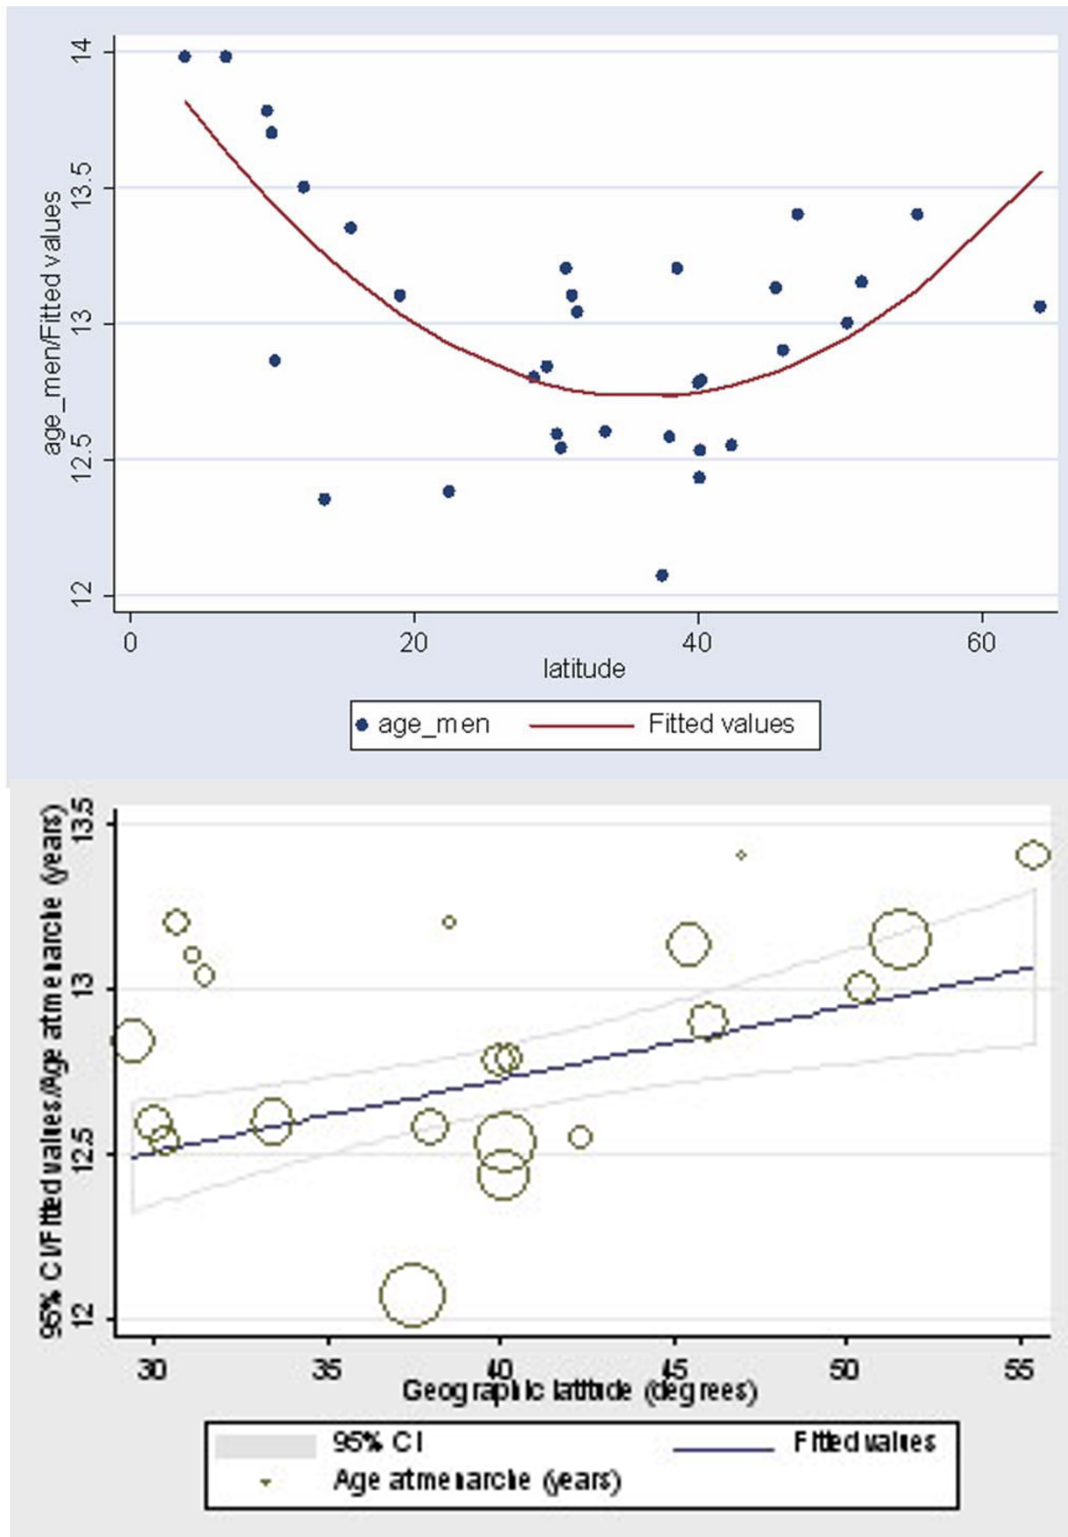 age_men/Fitted values
14
13.5
13
12.5
12
0 20 40 60
latitude
age_men Fitted values
95% CI/Fitted values/Age at menarche (years)
13.5
13
12.5
12
30 35 40 45 50 55
Geographic latitude (degrees)
95% CI Fitted values
Age at menarche (years)